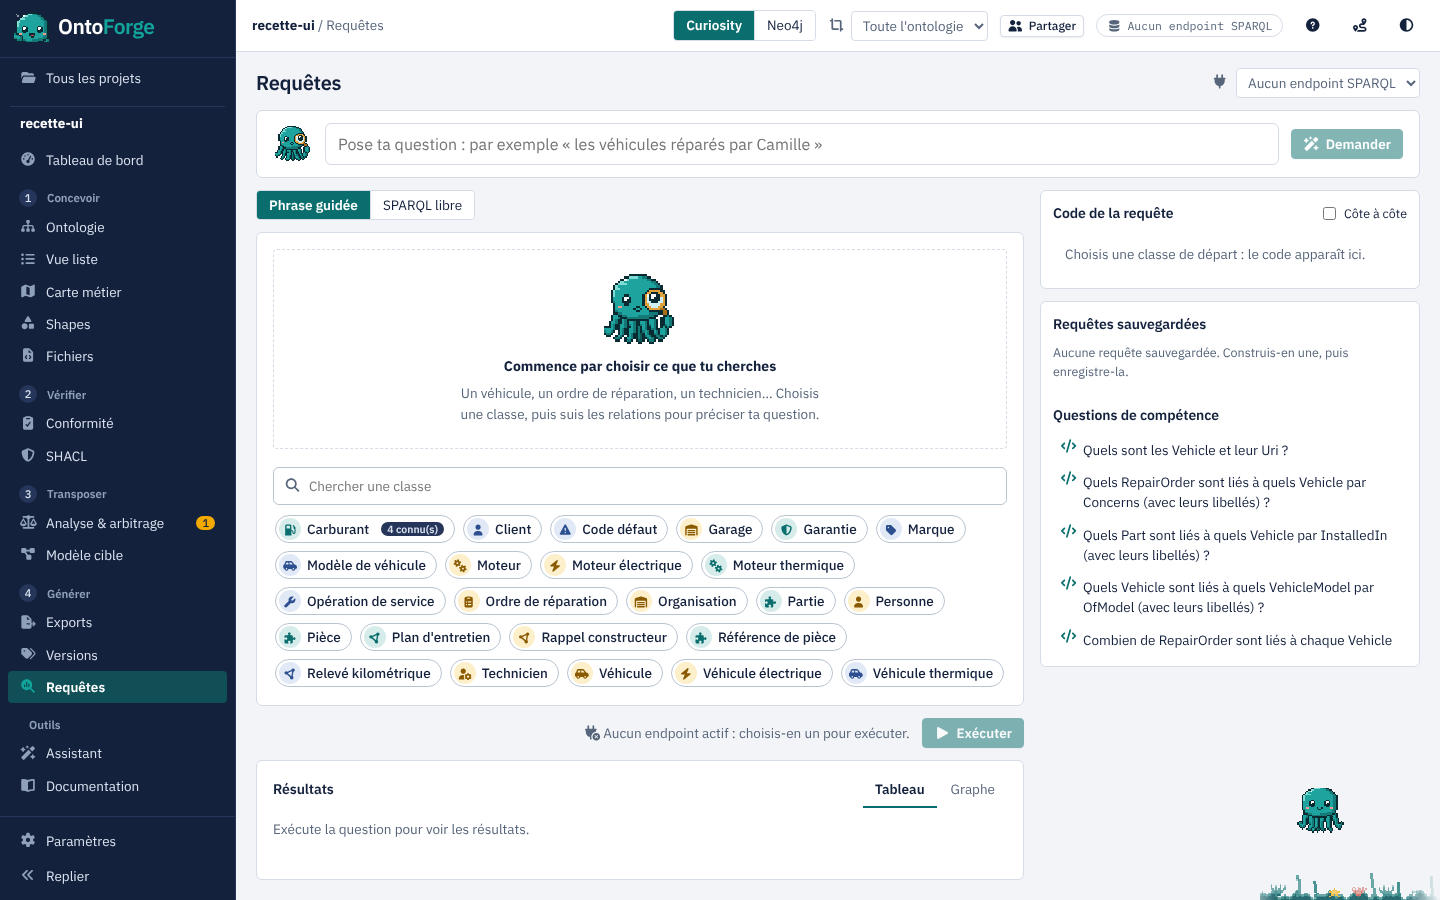 OntoForge
Tous les projets
recette-ui
Tableau de bord
1 Concevoir
Ontologie
Vue liste
Carte métier
Shapes
Fichiers
2 Vérifier
Conformité
SHACL
3 Transposer
Analyse & arbitrage 1
Modèle cible
4 Générer
Exports
Versions
Requêtes
Outils
Assistant
Documentation
Paramètres
Replier
recette-ui / Requêtes
Curiosity Neo4j Toute l'ontologie Partager Aucun endpoint SPARQL
Requêtes
Aucun endpoint SPARQL
Pose ta question : par exemple « les véhicules réparés par Camille »
Demander
Phrase guidée SPARQL libre
Commence par choisir ce que tu cherches
Un véhicule, un ordre de réparation, un technicien... Choisis
une classe, puis suis les relations pour préciser ta question.
Chercher une classe
Carburant 4 connu(s) Client Code défaut Garage Garantie Marque
Modèle de véhicule Moteur Moteur électrique Moteur thermique
Opération de service Ordre de réparation Organisation Partie Personne
Pièce Plan d'entretien Rappel constructeur Référence de pièce
Relevé kilométrique Technicien Véhicule Véhicule électrique Véhicule thermique
Aucun endpoint actif : choisis-en un pour exécuter. Exécuter
Résultats
Tableau Graphe
Exécute la question pour voir les résultats.
Code de la requête
Côte à côte
Choisis une classe de départ : le code apparaît ici.
Requêtes sauvegardées
Aucune requête sauvegardée. Construis-en une, puis
enregistre-la.
Questions de compétence
Quels sont les Vehicle et leur Uri ?
Quels RepairOrder sont liés à quels Vehicle par
Concerns (avec leurs libellés) ?
Quels Part sont liés à quels Vehicle par InstalledIn
(avec leurs libellés) ?
Quels Vehicle sont liés à quels VehicleModel par
OfModel (avec leurs libellés) ?
Combien de RepairOrder sont liés à chaque Vehicle